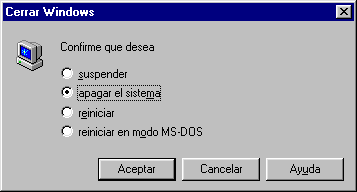 Cerrar Windows
Confirme que desea
suspender
apagar el sistema
reiniciar
reiniciar en modo MS-DOS
Aceptar
Cancelar
Ayuda